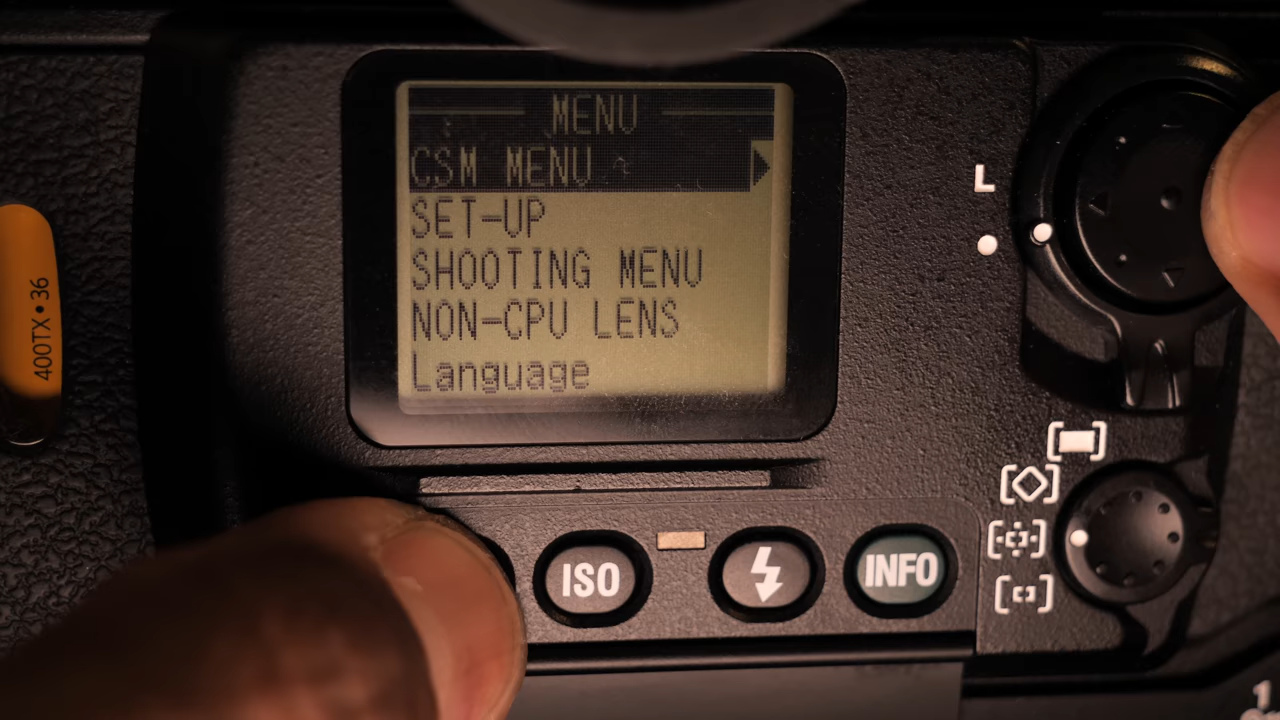 MENU
CSM MENU
SET-UP
SHOOTING MENU
NON-CPU LENS
Language
L
400TX • 36
ISO
INFO